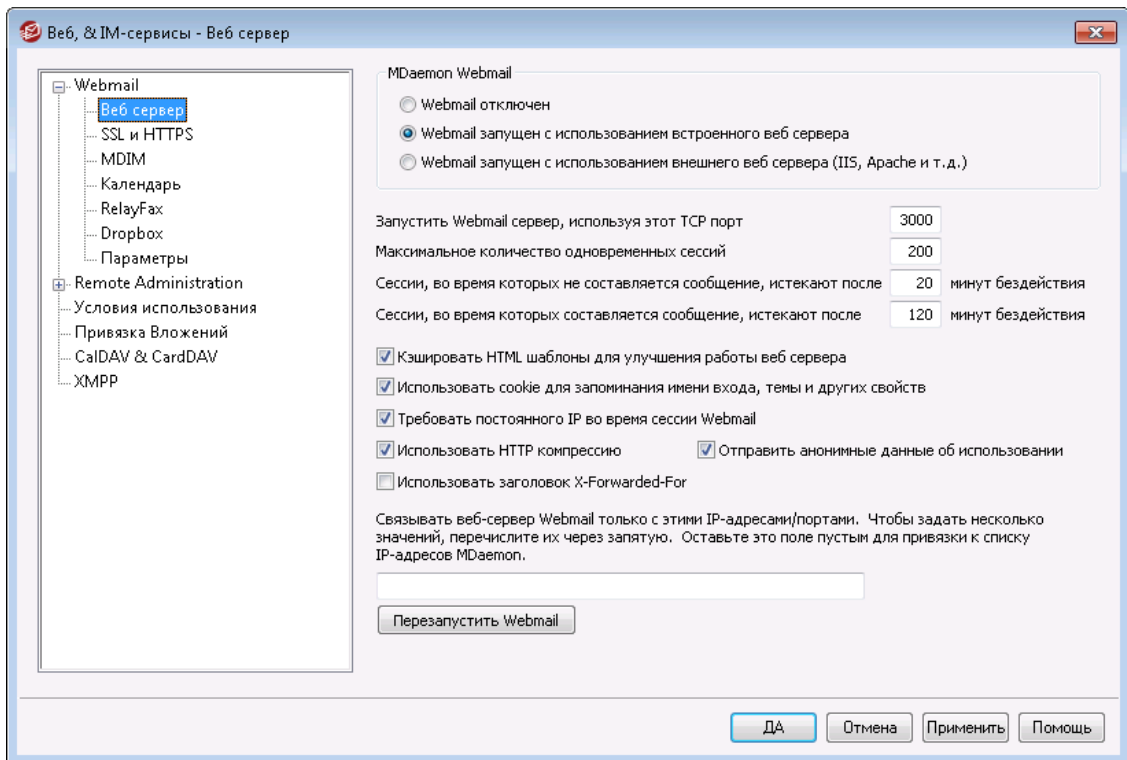 Веб, & IM-сервисы - Веб сервер
Webmail
Веб сервер
SSL и HTTPS
MDIM
Календарь
RelayFax
Dropbox
Параметры
Remote Administration
Условия использования
Привязка Вложений
CalDAV & CardDAV
XMPP
MDaemon Webmail
Webmail отключен
Webmail запущен с использованием встроенного веб сервера
Webmail запущен с использованием внешнего веб сервера (IIS, Apache и т.д.)
Запустить Webmail сервер, используя этот TCP порт 3000
Максимальное количество одновременных сессий 200
Сессии, во время которых не составляется сообщение, истекают после 20 минут бездействия
Сессии, во время которых составляется сообщение, истекают после 120 минут бездействия
Кэшировать HTML шаблоны для улучшения работы веб сервера
Использовать cookie для запоминания имени входа, темы и других свойств
Требовать постоянного IP во время сессии Webmail
Использовать HTTP компрессию Отправить анонимные данные об использовании
Использовать заголовок X-Forwarded-For
Связывать веб-сервер Webmail только с этими IP-адресами/портами. Чтобы задать несколько
значений, перечислите их через запятую. Оставьте это поле пустым для привязки к списку
IP-адресов MDaemon.
Перезапустить Webmail
ДА Отмена Применить Помощь